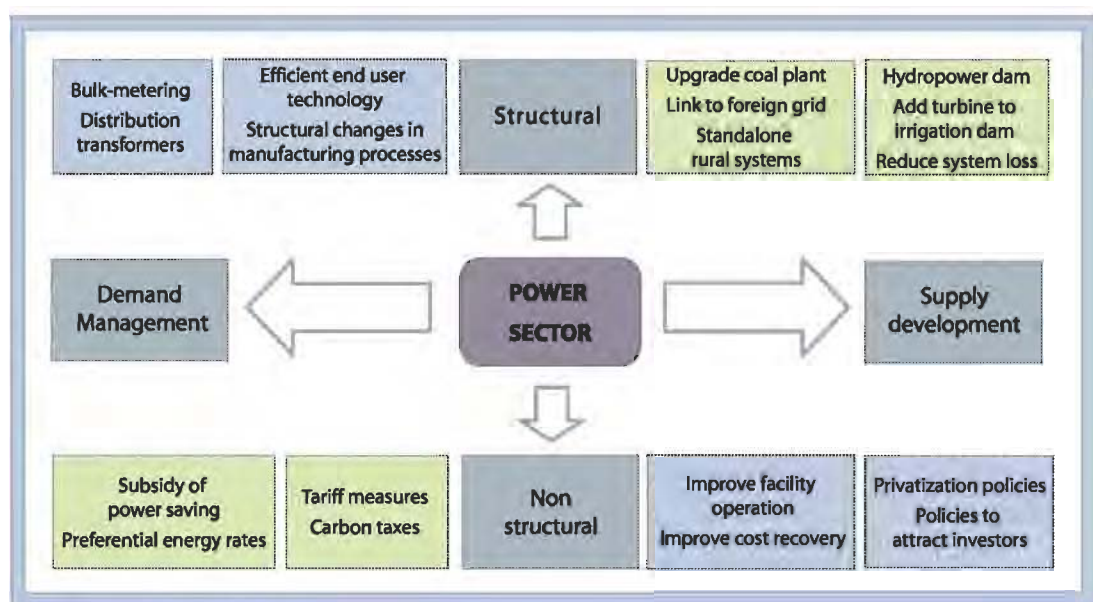 Bulk-metering
Distribution
transformers
Efficient end user
technology
Structural changes in
manufacturing processes
Structural
Upgrade coal plant
Link to foreign grid
Standalone
rural systems
Hydropower dam
Add turbine to
irrigation dam
Reduce system loss
Demand
Management
POWER
SECTOR
Supply
development
Subsidy of
power saving
Preferential energy rates
Tariff measures
Carbon taxes
Non
structural
Improve facility
operation
Improve cost recovery
Privatization policies
Policies to
attract investors